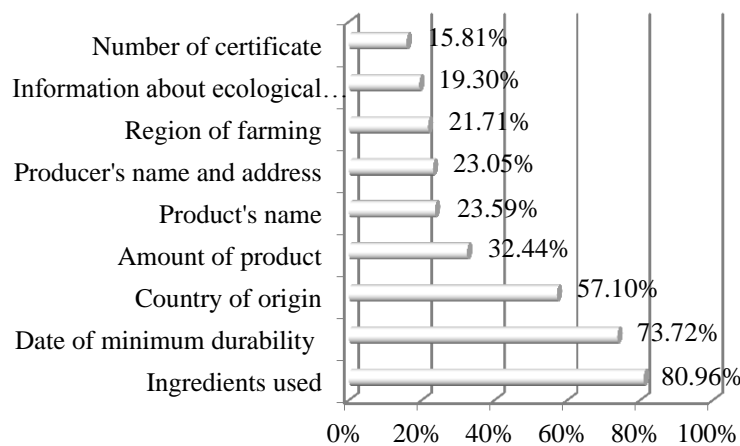 Number of certificate 15.81%
Information about ecological… 19.30%
Region of farming 21.71%
Producer's name and address 23.05%
Product's name 23.59%
Amount of product 32.44%
Country of origin 57.10%
Date of minimum durability 73.72%
Ingredients used 80.96%
0% 20% 40% 60% 80% 100%